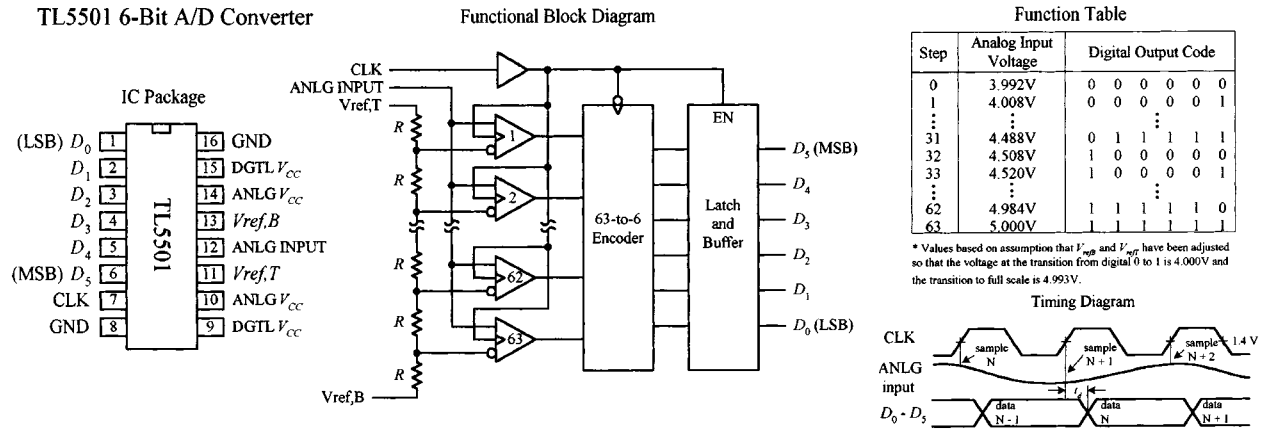 TL5501 6-Bit A/D Converter
IC Package
(LSB) D0 1 16 GND
D1 2 15 DGTL VCC
D2 3 14 ANLG VCC
D3 4 13 Vref,B
D4 5 12 ANLG INPUT
(MSB) D5 6 11 Vref,T
CLK 7 10 ANLG VCC
GND 8 9 DGTL VCC
TL5501
Functional Block Diagram
CLK
ANLG INPUT
Vref,T
R
1
R
2
R
62
R
63
R
Vref,B
63-to-6
Encoder
EN
Latch
and
Buffer
D5 (MSB)
D4
D3
D2
D1
D0 (LSB)
Function Table
Step Analog Input Voltage Digital Output Code
0 3.992V 0 0 0 0 0 0
1 4.008V 0 0 0 0 0 1
31 4.488V 0 1 1 1 1 1
32 4.508V 1 0 0 0 0 0
33 4.520V 1 0 0 0 0 1
62 4.984V 1 1 1 1 1 0
63 5.000V 1 1 1 1 1 1
* Values based on assumption that VrefB and VrefT have been adjusted
so that the voltage at the transition from digital 0 to 1 is 4.000V and
the transition to full scale is 4.993V.
Timing Diagram
CLK
sample
N
sample
N + 1
sample
N + 2
1.4 V
ANLG
input
td
D0 - D5
data
N - 1
data
N
data
N + 1